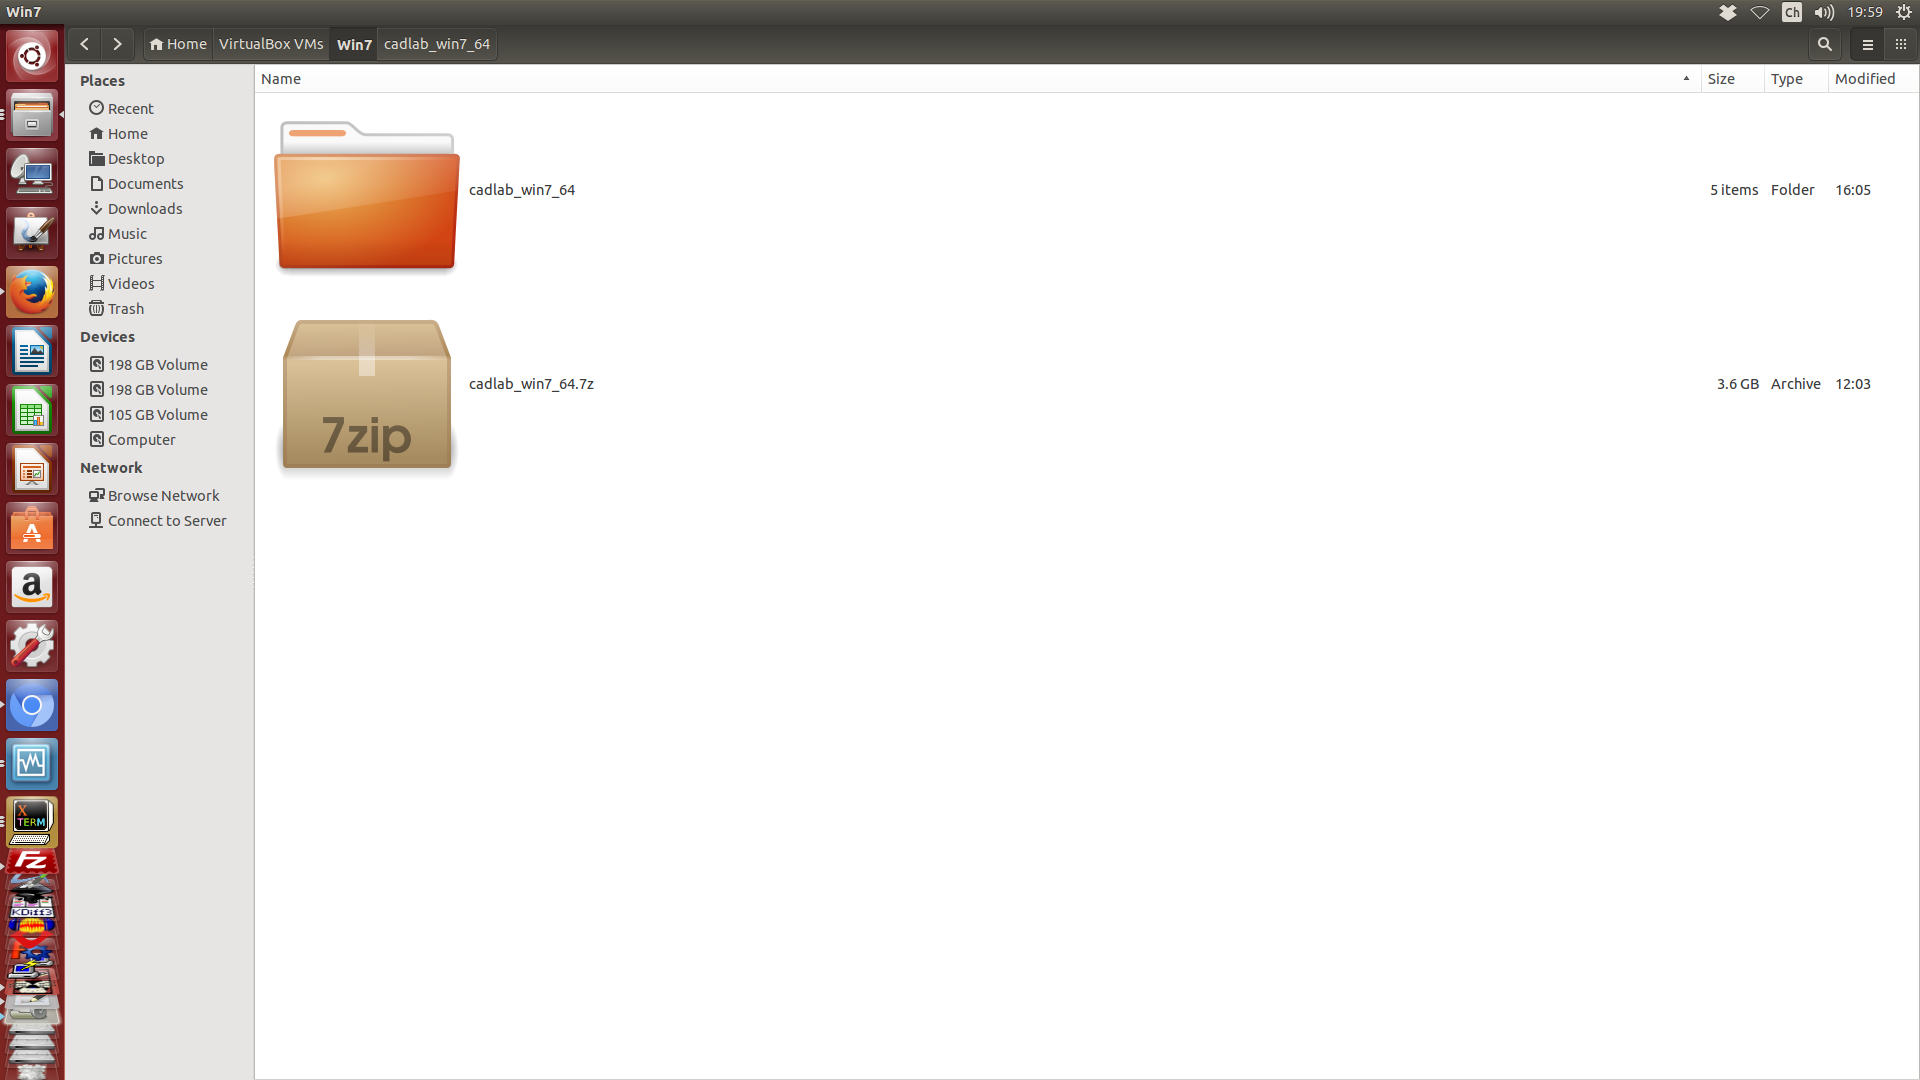 Win7
Ch
19:59
Home
VirtualBox VMs
Win7
cadlab_win7_64
Places
Recent
Home
Desktop
Documents
Downloads
Music
Pictures
Videos
Trash
Devices
198 GB Volume
198 GB Volume
105 GB Volume
Computer
Network
Browse Network
Connect to Server
Name Size Type Modified
cadlab_win7_64 5 items Folder 16:05
7zip
cadlab_win7_64.7z 3.6 GB Archive 12:03
A
a
X
TERM
Fz
KDiff3